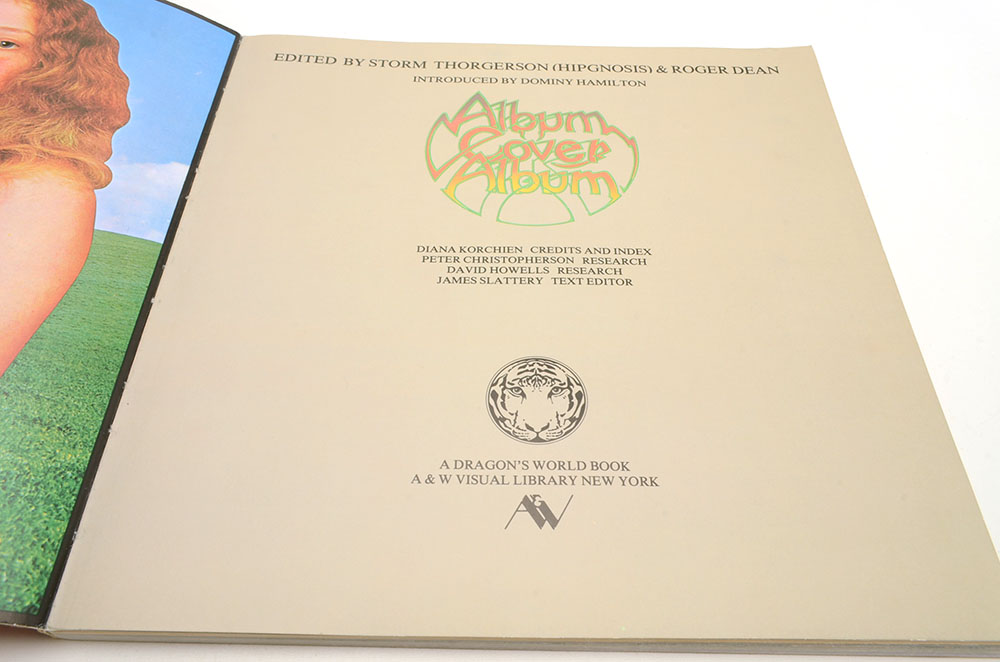 EDITED BY STORM THORGERSON (HIPGNOSIS) & ROGER DEAN
INTRODUCED BY DOMINY HAMILTON
Album
Cover
Album
DIANA KORCHIEN CREDITS AND INDEX
PETER CHRISTOPHERSON RESEARCH
DAVID HOWELLS RESEARCH
JAMES SLATTERY TEXT EDITOR
A DRAGON'S WORLD BOOK
A & W VISUAL LIBRARY NEW YORK
A&W